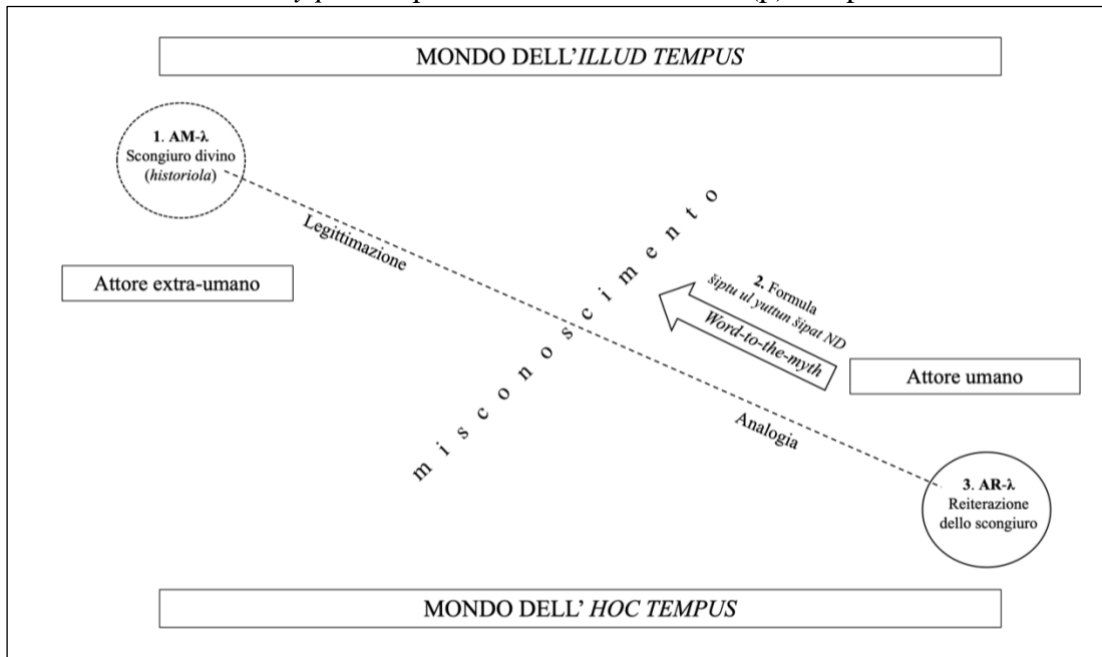 MONDO DELL'ILLUD TEMPUS
1. AM-λ
Scongiuro divino
(historiola)
Legittimazione
Attore extra-umano
misconoscimento
2. Formula
šiptu ul yuttun šipat ND
Word-to-the-myth
Attore umano
Analogia
3. AR-λ
Reiterazione
dello scongiuro
MONDO DELL' HOC TEMPUS